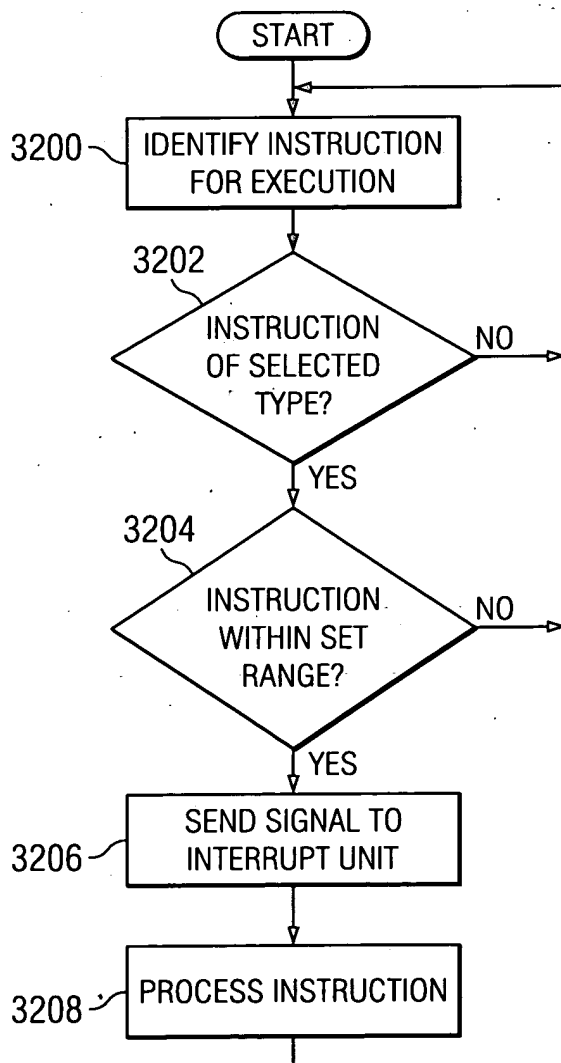 START
3200
IDENTIFY INSTRUCTION
FOR EXECUTION
3202
INSTRUCTION
OF SELECTED
TYPE?
NO
YES
3204
INSTRUCTION
WITHIN SET
RANGE?
NO
YES
3206
SEND SIGNAL TO
INTERRUPT UNIT
3208
PROCESS INSTRUCTION